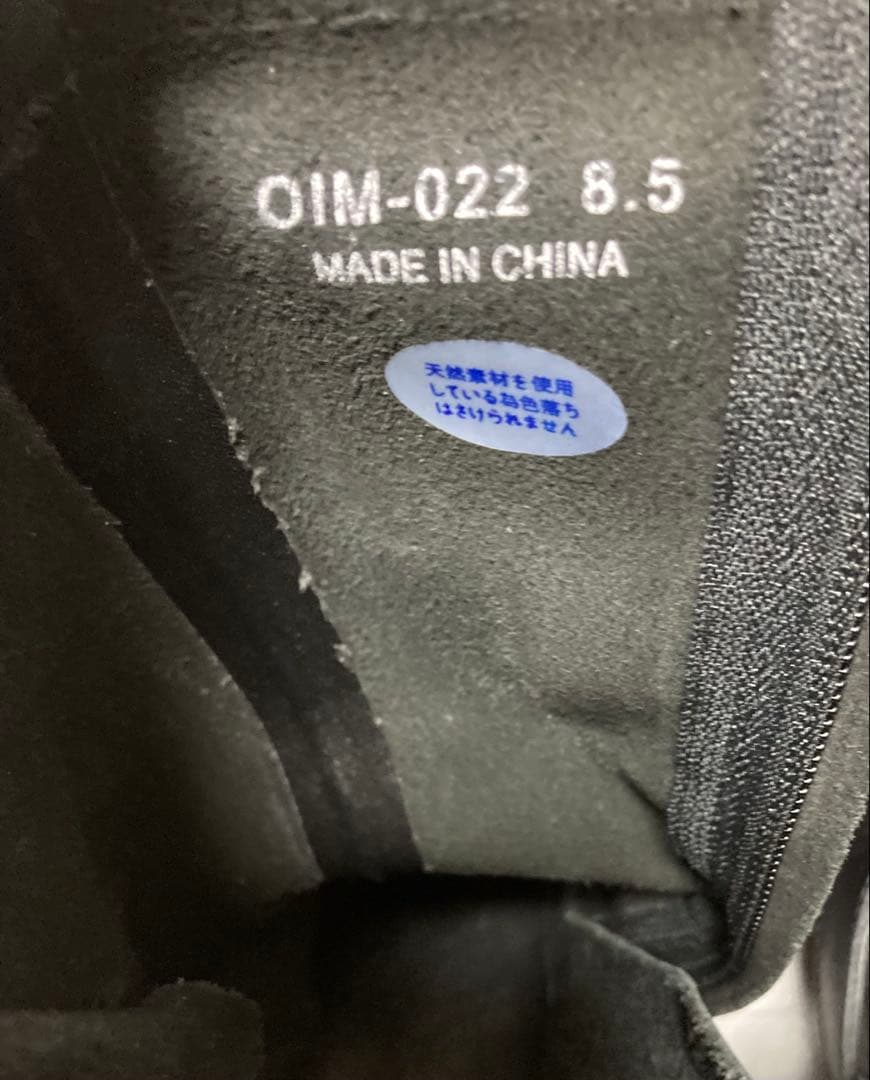 OIM-022 8.5
MADE IN CHINA
天然素材を使用
している為色落ち
はさけられません